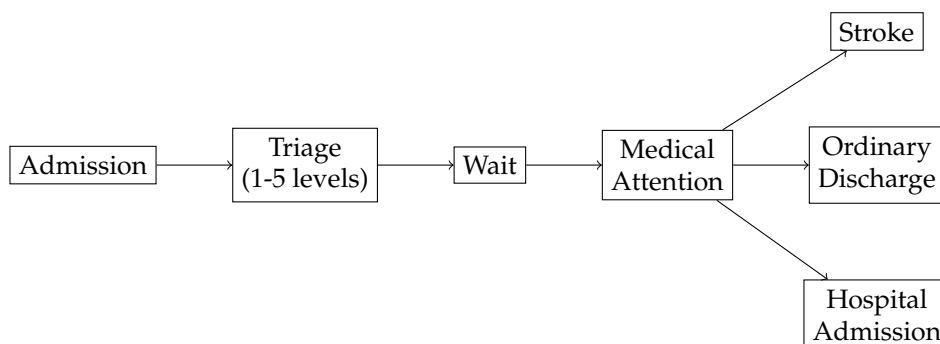 Stroke
Admission
Triage
(1-5 levels)
Wait
Medical
Attention
Ordinary
Discharge
Hospital
Admission